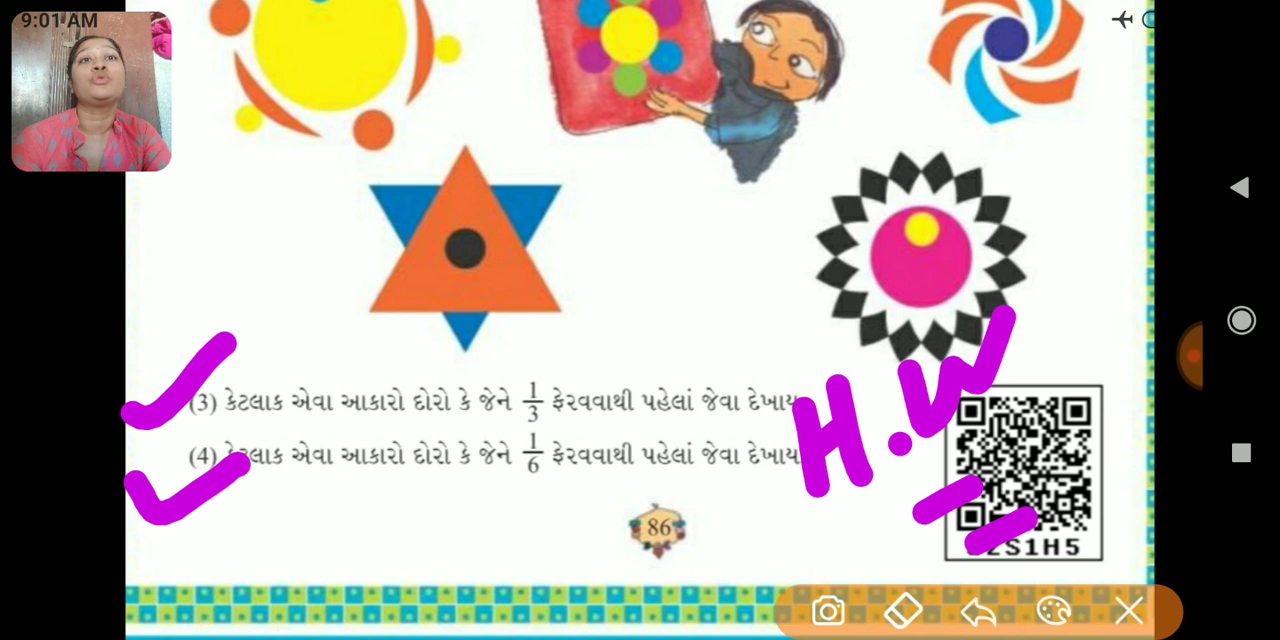 9:01 AM
(3) કેટલાક એવા આકારો દોરો કે જેને 1/3 ફેરવવાથી પહેલાં જેવા દેખાય
(4) કેટલાક એવા આકારો દોરો કે જેને 1/6 ફેરવવાથી પહેલાં જેવા દેખાય
H.W
86